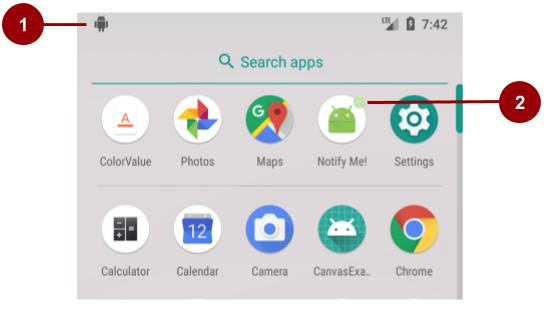 1
LTE 7:42
2
Search apps
A
G
ColorValue Photos Maps Notify Me! Settings
12
Calculator Calendar Camera CanvasExa.. Chrome